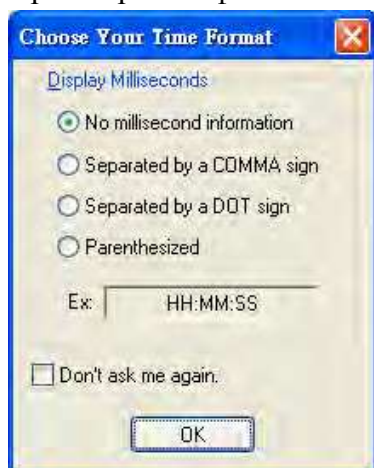 Choose Your Time Format
Display Milliseconds
No millisecond information
Separated by a COMMA sign
Separated by a DOT sign
Parenthesized
Ex: HH:MM:SS
Don't ask me again.
OK